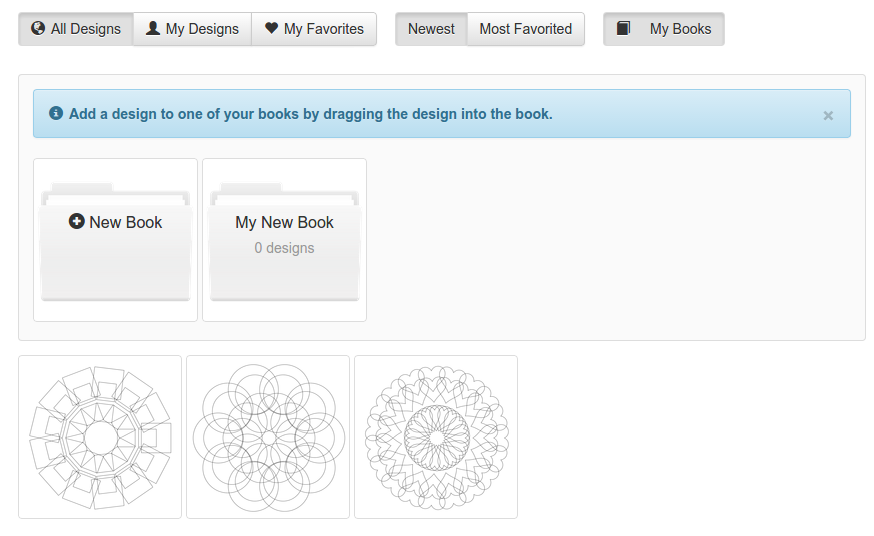 All Designs My Designs My Favorites Newest Most Favorited My Books
Add a design to one of your books by dragging the design into the book. ×
New Book My New Book
0 designs